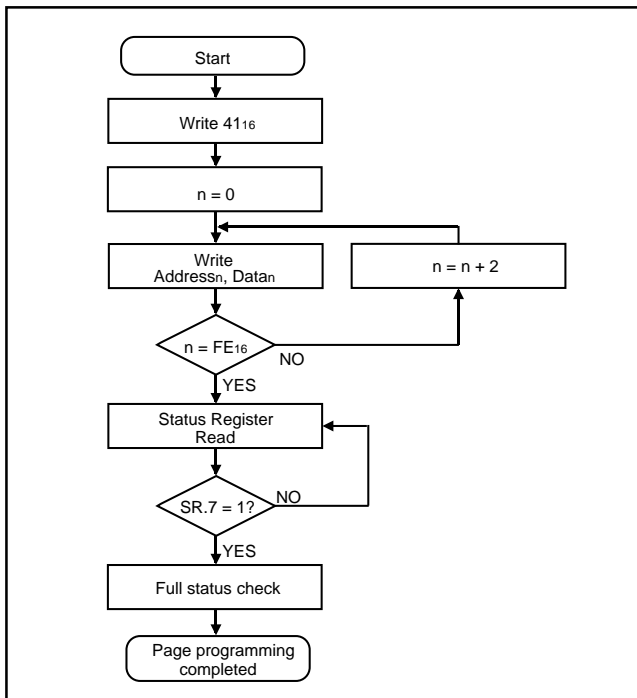 Start
Write 41₁₆
n = 0
Write
Addressn, Datan
n = n + 2
n = FE₁₆
NO
YES
Status Register
Read
SR.7 = 1?
NO
YES
Full status check
Page programming
completed